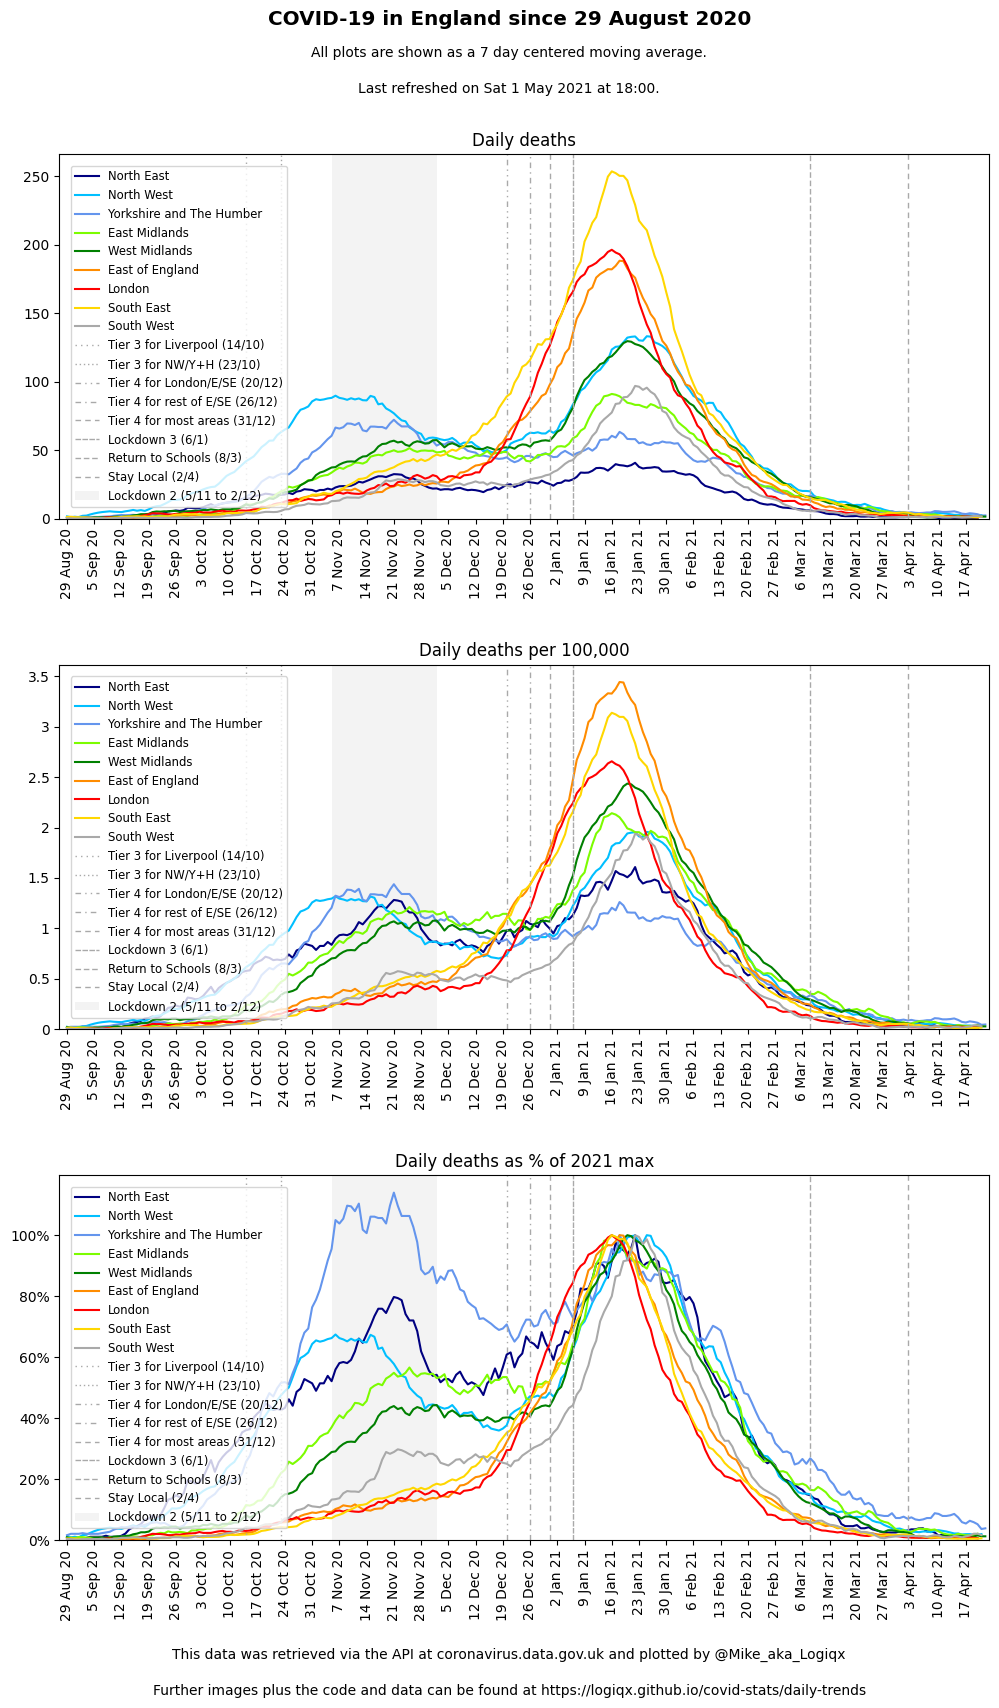 COVID-19 in England since 29 August 2020
All plots are shown as a 7 day centered moving average.
Last refreshed on Sat 1 May 2021 at 18:00.
Daily deaths
250
200
150
100
50
0
North East
North West
Yorkshire and The Humber
East Midlands
West Midlands
East of England
London
South East
South West
Tier 3 for Liverpool (14/10)
Tier 3 for NW/Y+H (23/10)
Tier 4 for London/E/SE (20/12)
Tier 4 for rest of E/SE (26/12)
Tier 4 for most areas (31/12)
Lockdown 3 (6/1)
Return to Schools (8/3)
Stay Local (2/4)
Lockdown 2 (5/11 to 2/12)
29 Aug 20
5 Sep 20
12 Sep 20
19 Sep 20
26 Sep 20
3 Oct 20
10 Oct 20
17 Oct 20
24 Oct 20
31 Oct 20
7 Nov 20
14 Nov 20
21 Nov 20
28 Nov 20
5 Dec 20
12 Dec 20
19 Dec 20
26 Dec 20
2 Jan 21
9 Jan 21
16 Jan 21
23 Jan 21
30 Jan 21
6 Feb 21
13 Feb 21
20 Feb 21
27 Feb 21
6 Mar 21
13 Mar 21
20 Mar 21
27 Mar 21
3 Apr 21
10 Apr 21
17 Apr 21
Daily deaths per 100,000
3.5
3
2.5
2
1.5
1
0.5
0
North East
North West
Yorkshire and The Humber
East Midlands
West Midlands
East of England
London
South East
South West
Tier 3 for Liverpool (14/10)
Tier 3 for NW/Y+H (23/10)
Tier 4 for London/E/SE (20/12)
Tier 4 for rest of E/SE (26/12)
Tier 4 for most areas (31/12)
Lockdown 3 (6/1)
Return to Schools (8/3)
Stay Local (2/4)
Lockdown 2 (5/11 to 2/12)
29 Aug 20
5 Sep 20
12 Sep 20
19 Sep 20
26 Sep 20
3 Oct 20
10 Oct 20
17 Oct 20
24 Oct 20
31 Oct 20
7 Nov 20
14 Nov 20
21 Nov 20
28 Nov 20
5 Dec 20
12 Dec 20
19 Dec 20
26 Dec 20
2 Jan 21
9 Jan 21
16 Jan 21
23 Jan 21
30 Jan 21
6 Feb 21
13 Feb 21
20 Feb 21
27 Feb 21
6 Mar 21
13 Mar 21
20 Mar 21
27 Mar 21
3 Apr 21
10 Apr 21
17 Apr 21
Daily deaths as % of 2021 max
100%
80%
60%
40%
20%
0%
North East
North West
Yorkshire and The Humber
East Midlands
West Midlands
East of England
London
South East
South West
Tier 3 for Liverpool (14/10)
Tier 3 for NW/Y+H (23/10)
Tier 4 for London/E/SE (20/12)
Tier 4 for rest of E/SE (26/12)
Tier 4 for most areas (31/12)
Lockdown 3 (6/1)
Return to Schools (8/3)
Stay Local (2/4)
Lockdown 2 (5/11 to 2/12)
29 Aug 20
5 Sep 20
12 Sep 20
19 Sep 20
26 Sep 20
3 Oct 20
10 Oct 20
17 Oct 20
24 Oct 20
31 Oct 20
7 Nov 20
14 Nov 20
21 Nov 20
28 Nov 20
5 Dec 20
12 Dec 20
19 Dec 20
26 Dec 20
2 Jan 21
9 Jan 21
16 Jan 21
23 Jan 21
30 Jan 21
6 Feb 21
13 Feb 21
20 Feb 21
27 Feb 21
6 Mar 21
13 Mar 21
20 Mar 21
27 Mar 21
3 Apr 21
10 Apr 21
17 Apr 21
This data was retrieved via the API at coronavirus.data.gov.uk and plotted by @Mike_aka_Logiqx
Further images plus the code and data can be found at https://logiqx.github.io/covid-stats/daily-trends